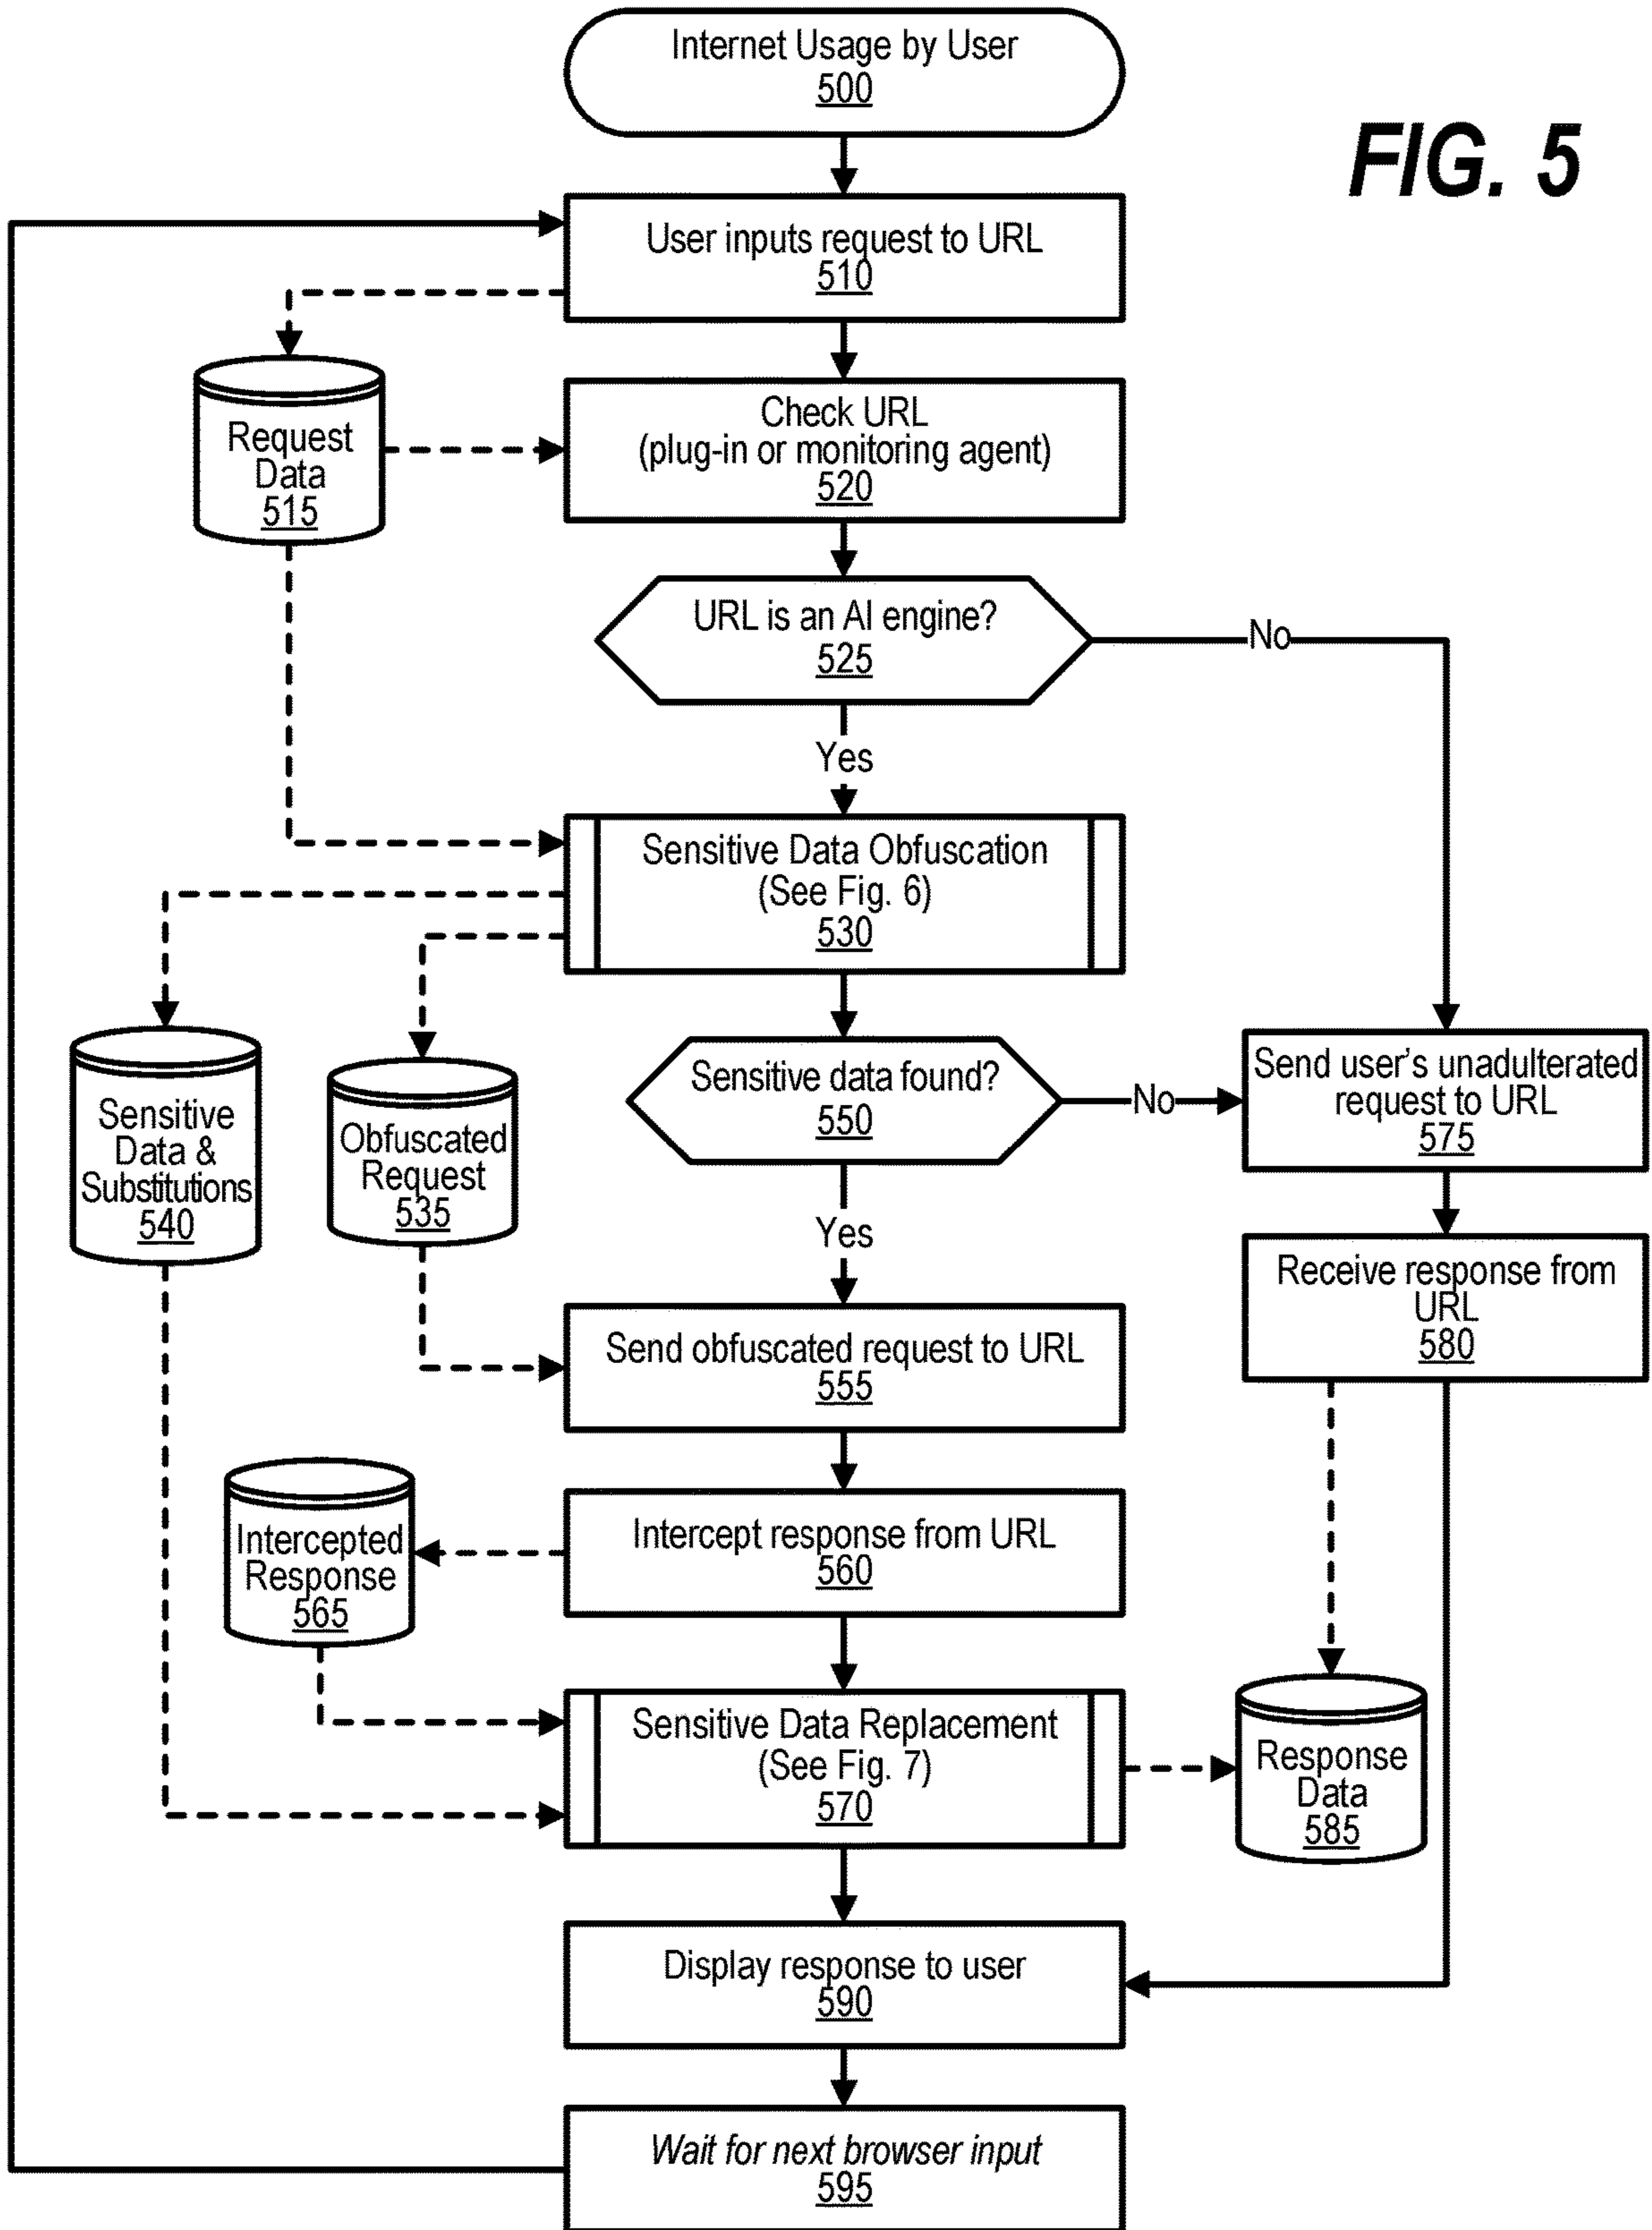 Internet Usage by User
500
FIG. 5
User inputs request to URL
510
Request
Data
515
Check URL
(plug-in or monitoring agent)
520
URL is an AI engine?
525
No
Yes
Sensitive Data Obfuscation
(See Fig. 6)
530
Sensitive
Data &
Substitutions
540
Obfuscated
Request
535
Sensitive data found?
550
No
Send user's unadulterated
request to URL
575
Yes
Receive response from
URL
580
Send obfuscated request to URL
555
Intercepted
Response
565
Intercept response from URL
560
Sensitive Data Replacement
(See Fig. 7)
570
Response
Data
585
Display response to user
590
Wait for next browser input
595